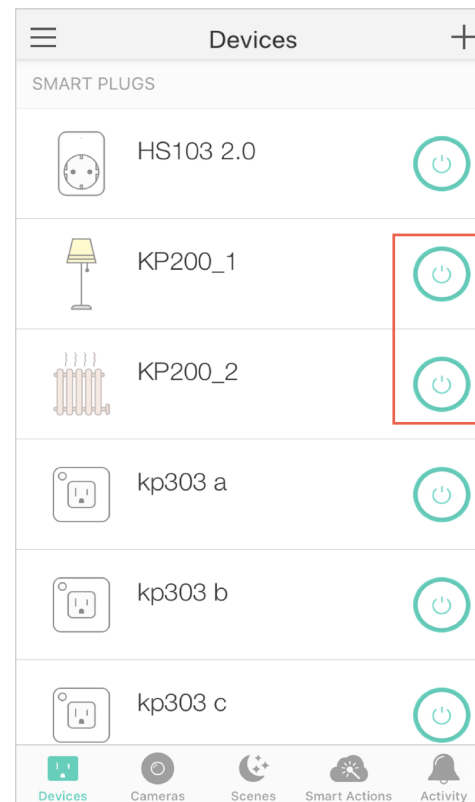 Devices
SMART PLUGS
HS103 2.0
KP200_1
KP200_2
kp303 a
kp303 b
kp303 c
Devices Cameras Scenes Smart Actions Activity